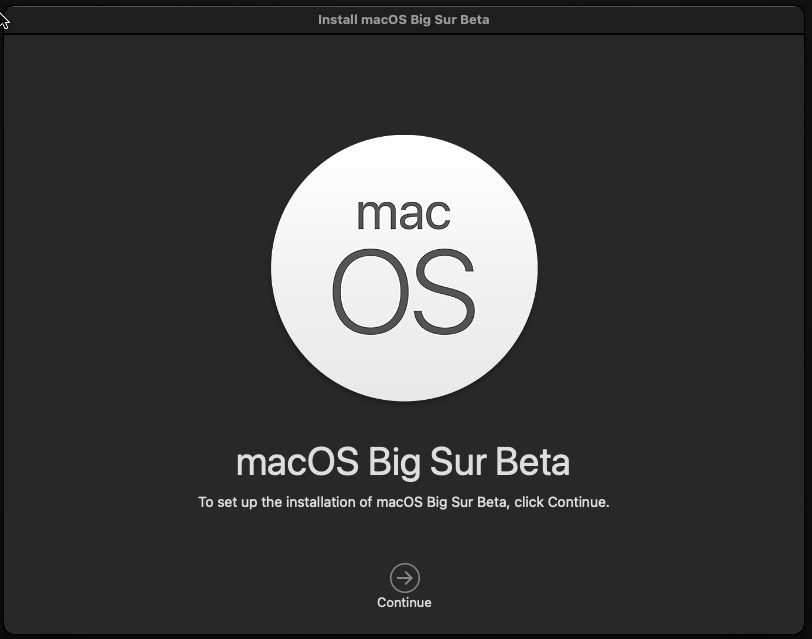 Install macOS Big Sur Beta
mac
OS
macOS Big Sur Beta
To set up the installation of macOS Big Sur Beta, click Continue.
Continue